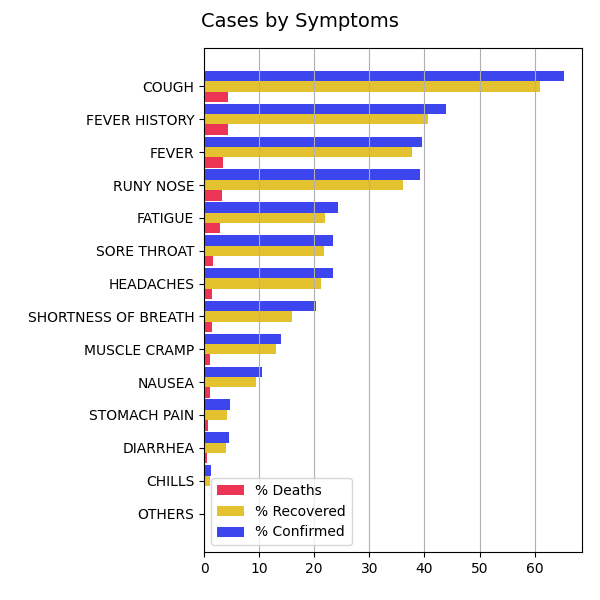 Cases by Symptoms
COUGH
FEVER HISTORY
FEVER
RUNY NOSE
FATIGUE
SORE THROAT
HEADACHES
SHORTNESS OF BREATH
MUSCLE CRAMP
NAUSEA
STOMACH PAIN
DIARRHEA
CHILLS
OTHERS
% Deaths
% Recovered
% Confirmed
0 10 20 30 40 50 60